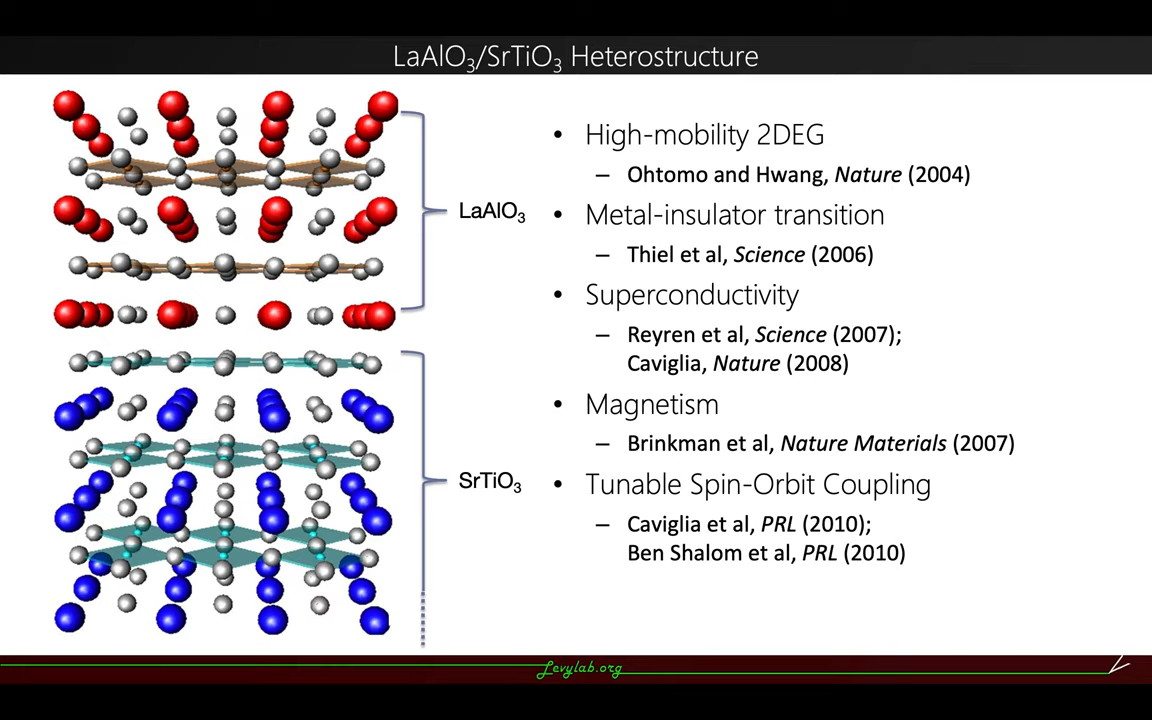 LaAlO₃/SrTiO₃ Heterostructure
LaAlO₃
SrTiO₃
• High-mobility 2DEG
– Ohtomo and Hwang, Nature (2004)
• Metal-insulator transition
– Thiel et al, Science (2006)
• Superconductivity
– Reyren et al, Science (2007);
Caviglia, Nature (2008)
• Magnetism
– Brinkman et al, Nature Materials (2007)
• Tunable Spin-Orbit Coupling
– Caviglia et al, PRL (2010);
Ben Shalom et al, PRL (2010)
Levylab.org